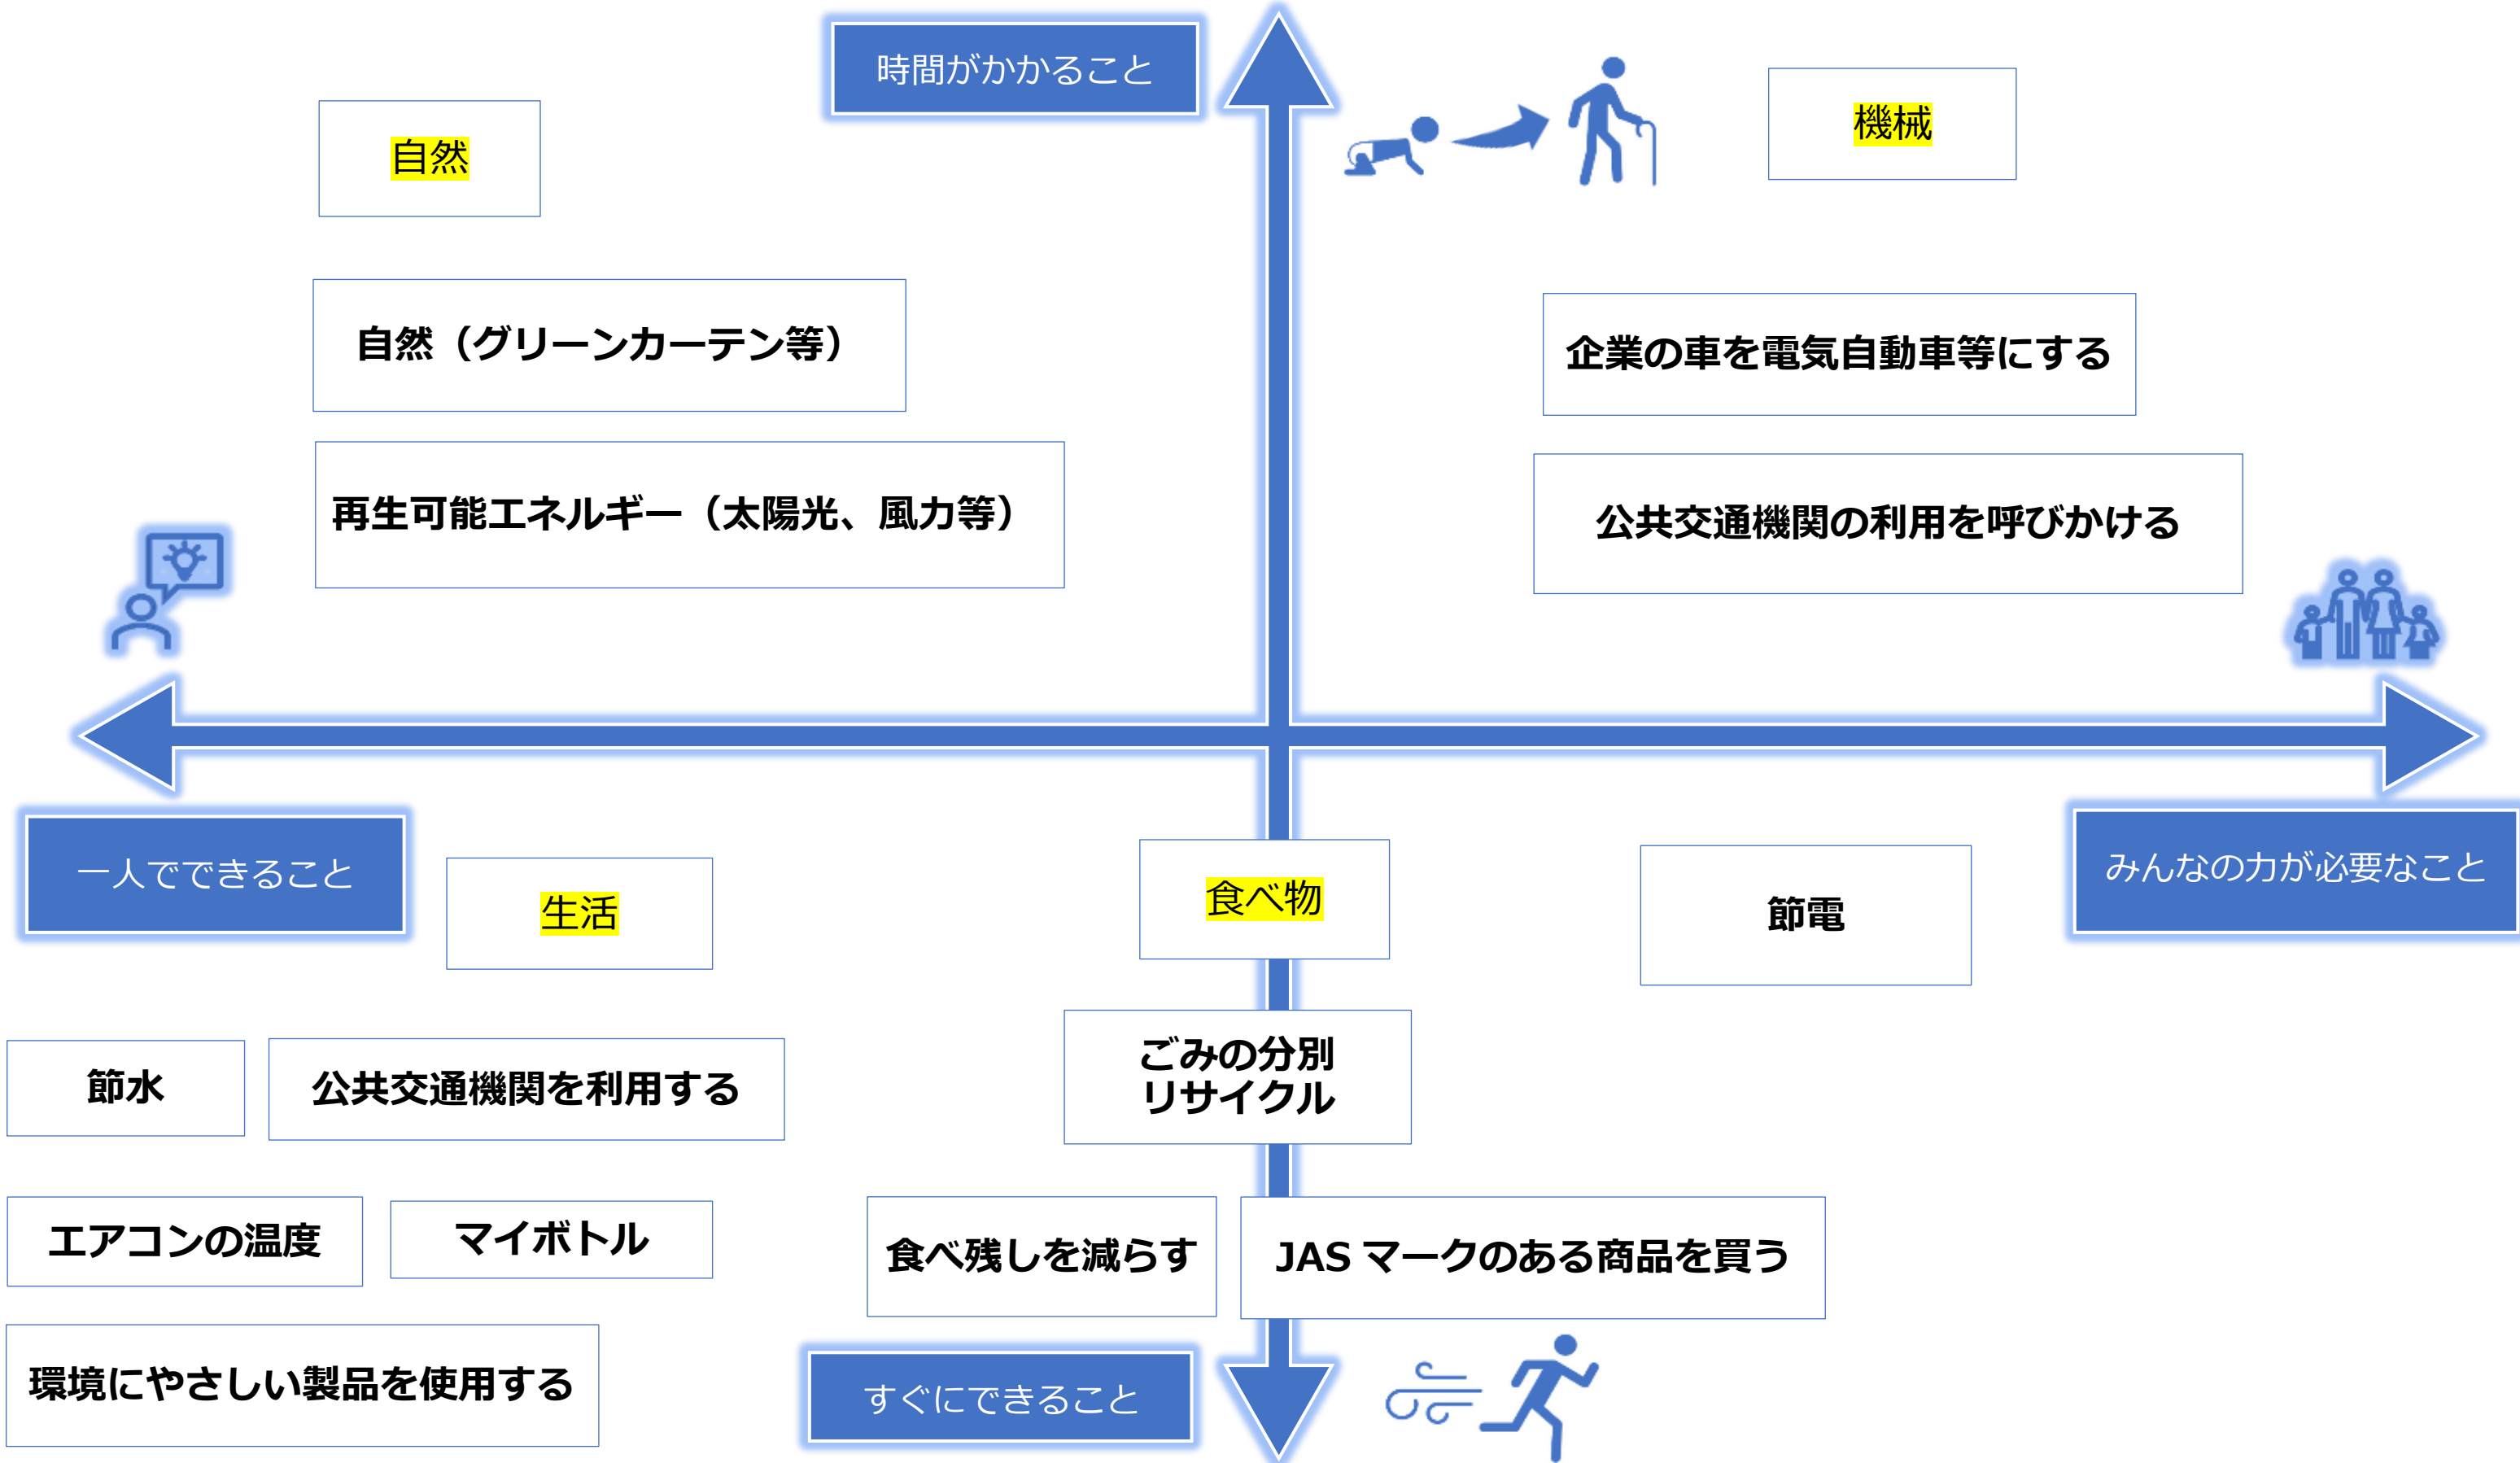 時間がかかること
自然
機械
自然（グリーンカーテン等）
企業の車を電気自動車等にする
再生可能エネルギー（太陽光、風力等）
公共交通機関の利用を呼びかける
一人でできること
生活
食べ物
節電
みんなの力が必要なこと
節水
公共交通機関を利用する
ごみの分別
リサイクル
エアコンの温度
マイボトル
食べ残しを減らす
JASマークのある商品を買う
環境にやさしい製品を使用する
すぐにできること